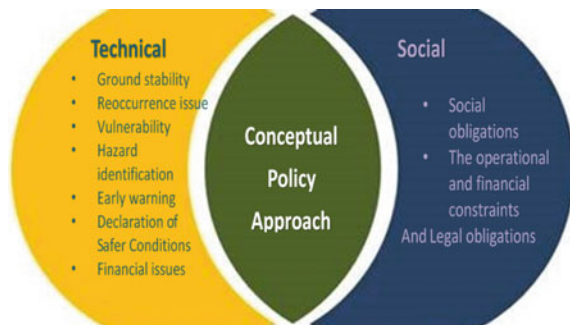 Technical
• Ground stability
• Reoccurrence issue
• Vulnerability
• Hazard
identification
• Early warning
• Declaration of
Safer Conditions
• Financial issues
Conceptual
Policy
Approach
Social
• Social
obligations
• The operational
and financial
constraints
And Legal obligations